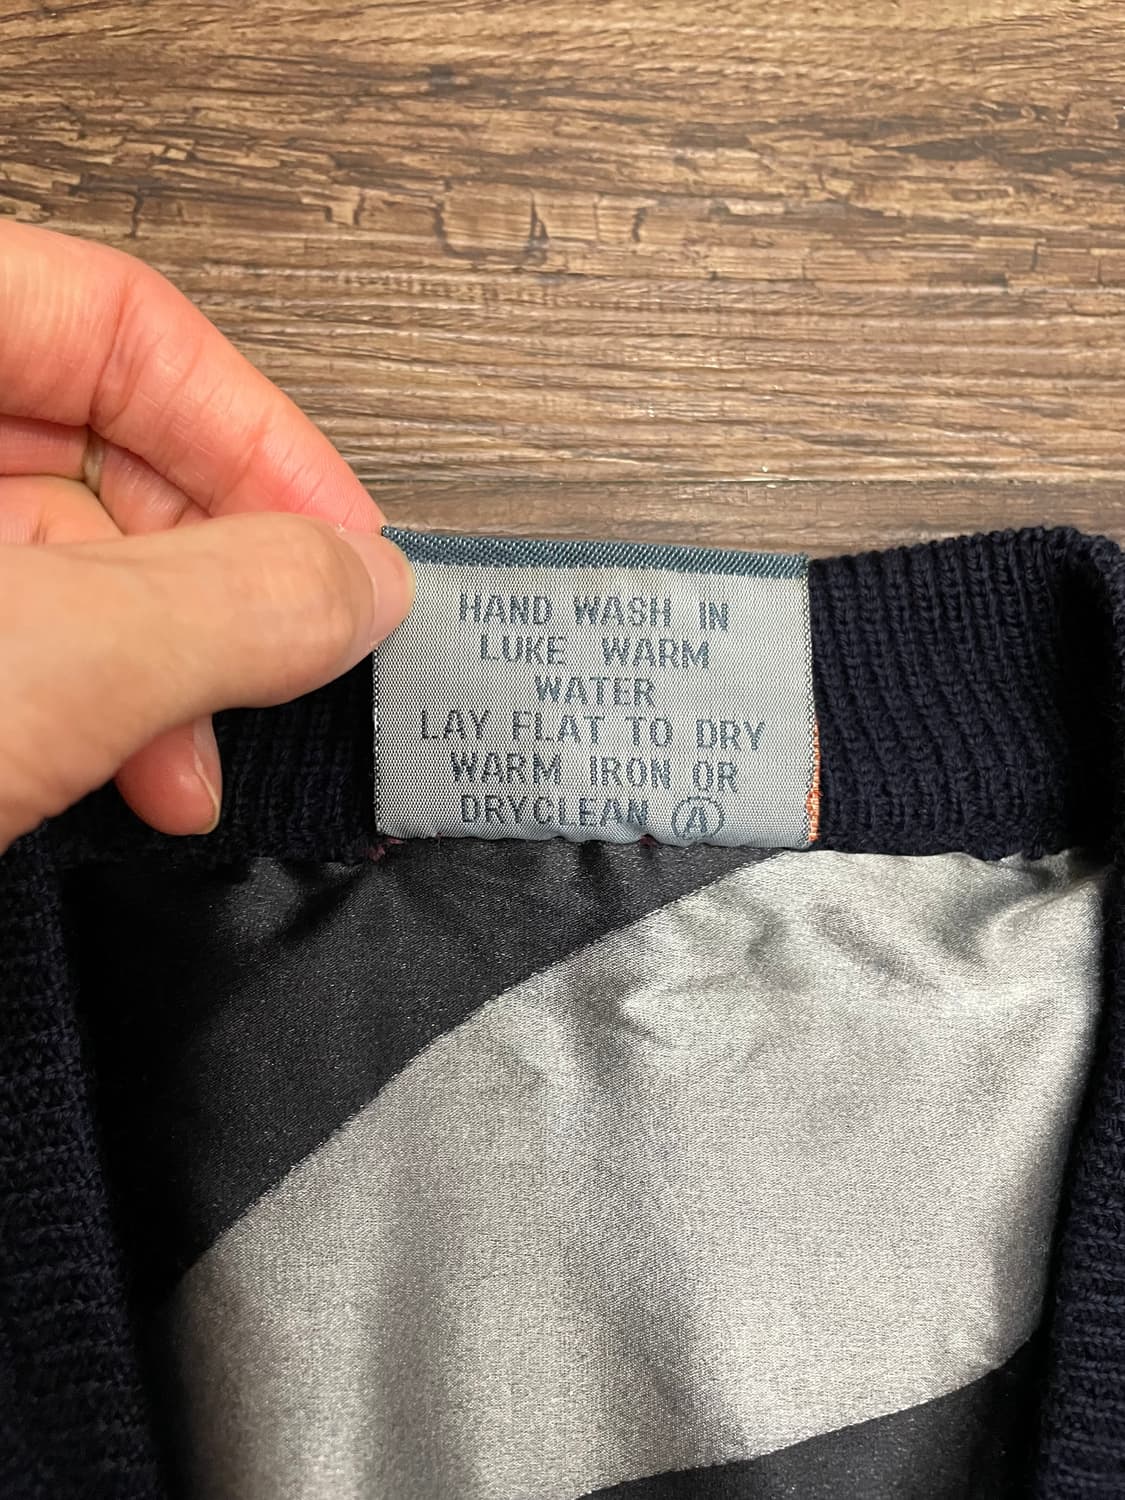 HAND WASH IN
LUKE WARM
WATER
LAY FLAT TO DRY
WARM IRON OR
DRYCLEAN Ⓐ